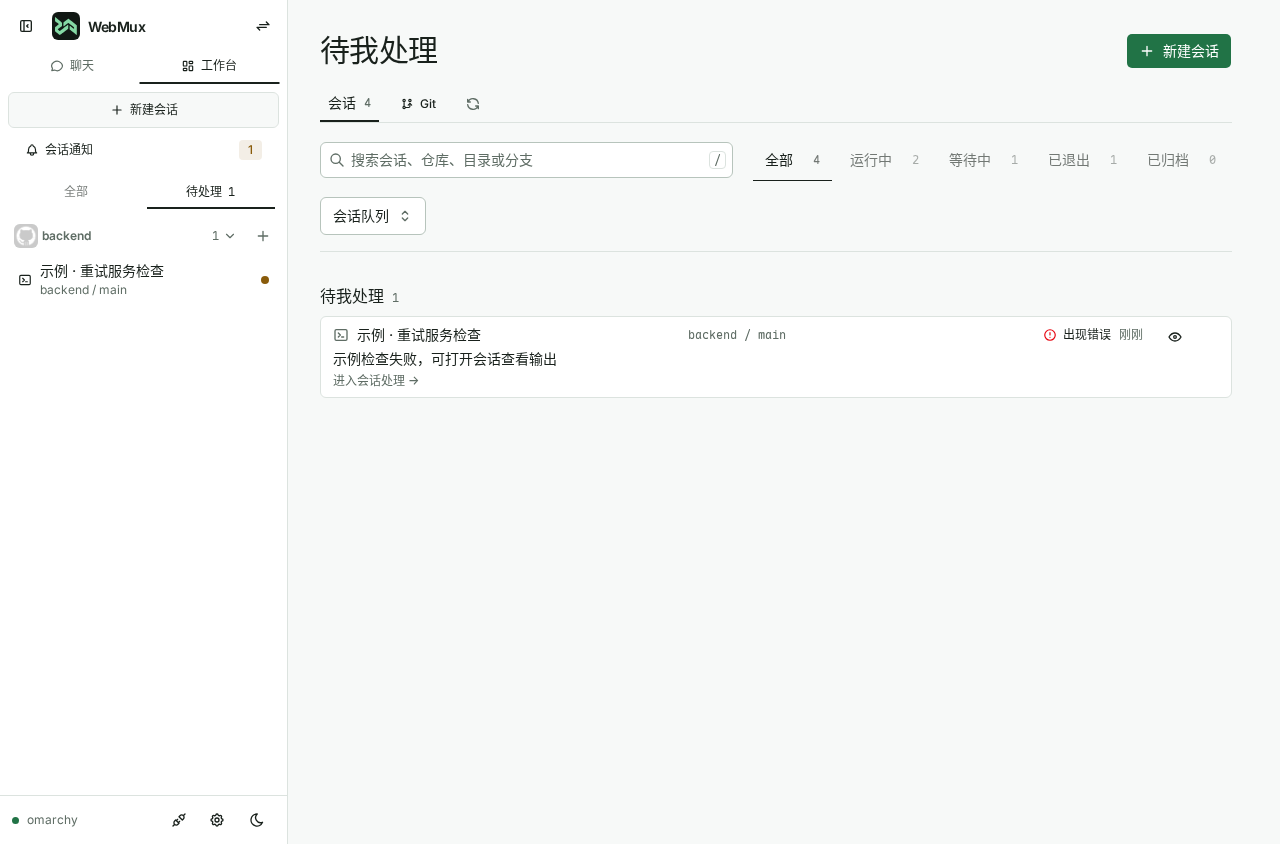 WebMux
聊天
工作台
新建会话
会话通知 1
全部
待处理 1
backend 1
示例 · 重试服务检查
backend / main
omarchy
待我处理
新建会话
会话 4
Git
搜索会话、仓库、目录或分支 /
全部 4
运行中 2
等待中 1
已退出 1
已归档 0
会话队列
待我处理 1
示例 · 重试服务检查
backend / main
出现错误 刚刚
示例检查失败，可打开会话查看输出
进入会话处理 →